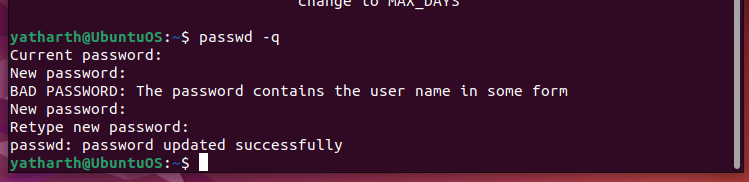 change to MAX_DAYS
yatharth@UbuntuOS:~$ passwd -q
Current password:
New password:
BAD PASSWORD: The password contains the user name in some form
New password:
Retype new password:
passwd: password updated successfully
yatharth@UbuntuOS:~$